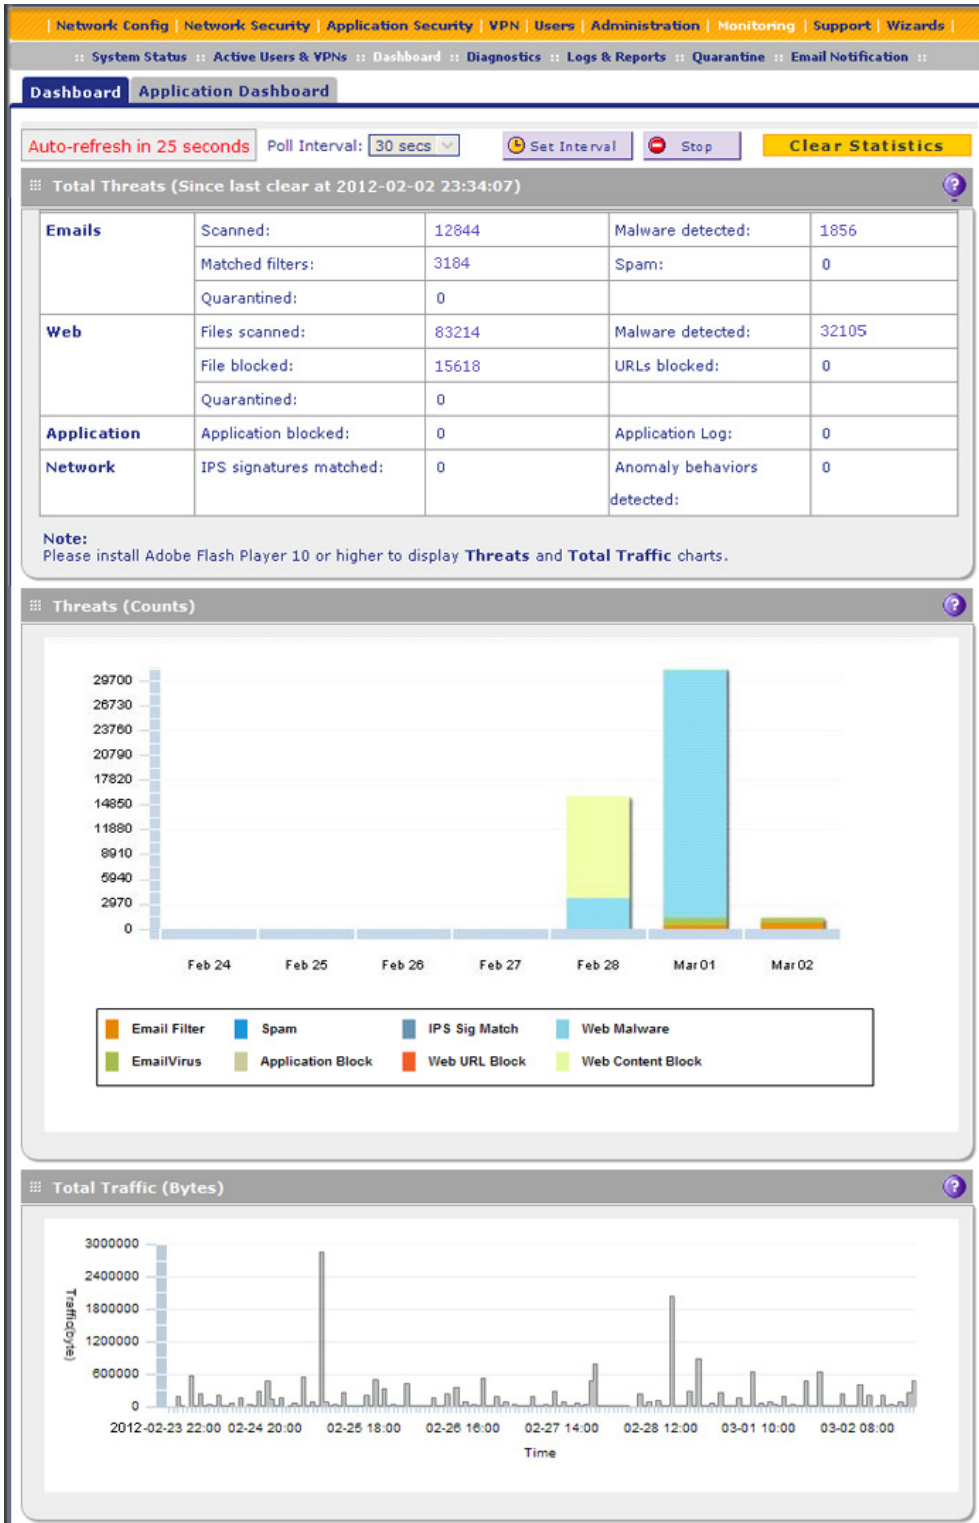 | Network Config | Network Security | Application Security | VPN | Users | Administration | Monitoring | Support | Wizards |
:: System Status :: Active Users & VPNs :: Dashboard :: Diagnostics :: Logs & Reports :: Quarantine :: Email Notification ::
Dashboard Application Dashboard
Auto-refresh in 25 seconds Poll Interval: 30 secs Set Interval Stop Clear Statistics
Total Threats (Since last clear at 2012-02-02 23:34:07) ?
Emails Scanned: 12844 Malware detected: 1856
Matched filters: 3184 Spam: 0
Quarantined: 0
Web Files scanned: 83214 Malware detected: 32105
File blocked: 15618 URLs blocked: 0
Quarantined: 0
Application Application blocked: 0 Application Log: 0
Network IPS signatures matched: 0 Anomaly behaviors 0
detected:
Note:
Please install Adobe Flash Player 10 or higher to display Threats and Total Traffic charts.
Threats (Counts) ?
29700
26730
23760
20790
17820
14850
11880
8910
5940
2970
0
Feb 24 Feb 25 Feb 26 Feb 27 Feb 28 Mar 01 Mar 02
Email Filter Spam IPS Sig Match Web Malware
EmailVirus Application Block Web URL Block Web Content Block
Total Traffic (Bytes) ?
3000000
2400000
1800000
1200000
600000
0
Traffic(byte)
2012-02-23 22:00 02-24 20:00 02-25 18:00 02-26 16:00 02-27 14:00 02-28 12:00 03-01 10:00 03-02 08:00
Time